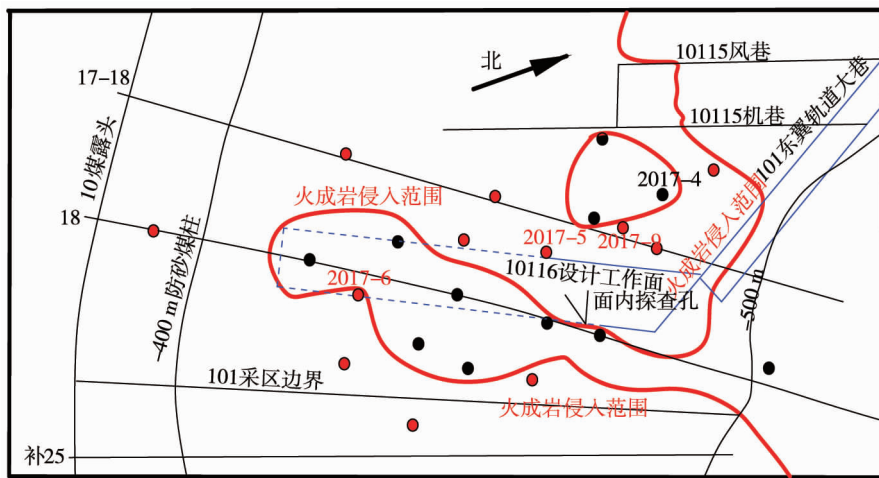 10115风巷
北
17-18
10115机巷
101东翼轨道大巷
10煤露头
2017-4
火成岩侵入范围
18
2017-5
2017-9
火成岩侵入范围
10116设计工作面
2017-6
面内探查孔
-500 m
-400 m防砂煤柱
101采区边界
火成岩侵入范围
补25